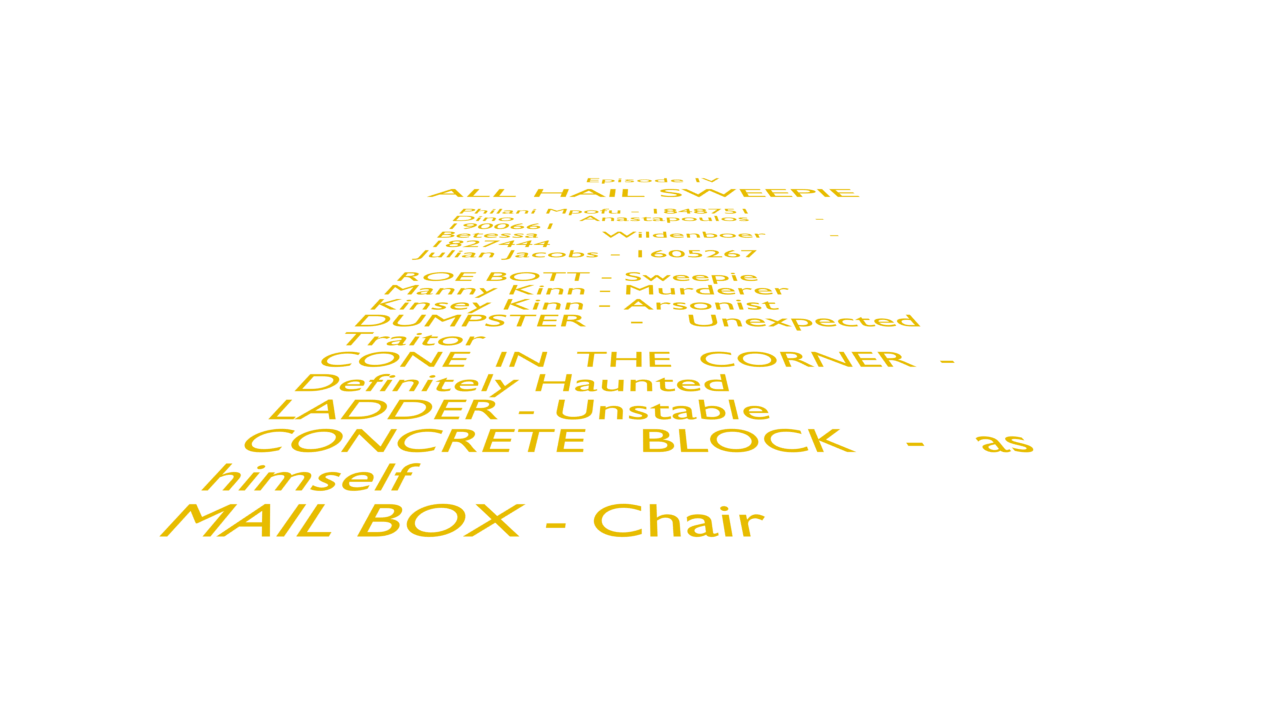 Episode IV
ALL HAIL SWEEPIE
Philani Mpofu - 1848751
Dino Anastapoulos -
1900661
Betessa Wildenboer -
1827444
Julian Jacobs - 1605267
ROE BOTT - Sweepie
Manny Kinn - Murderer
Kinsey Kinn - Arsonist
DUMPSTER - Unexpected
Traitor
CONE IN THE CORNER -
Definitely Haunted
LADDER - Unstable
CONCRETE BLOCK - as
himself
MAIL BOX - Chair